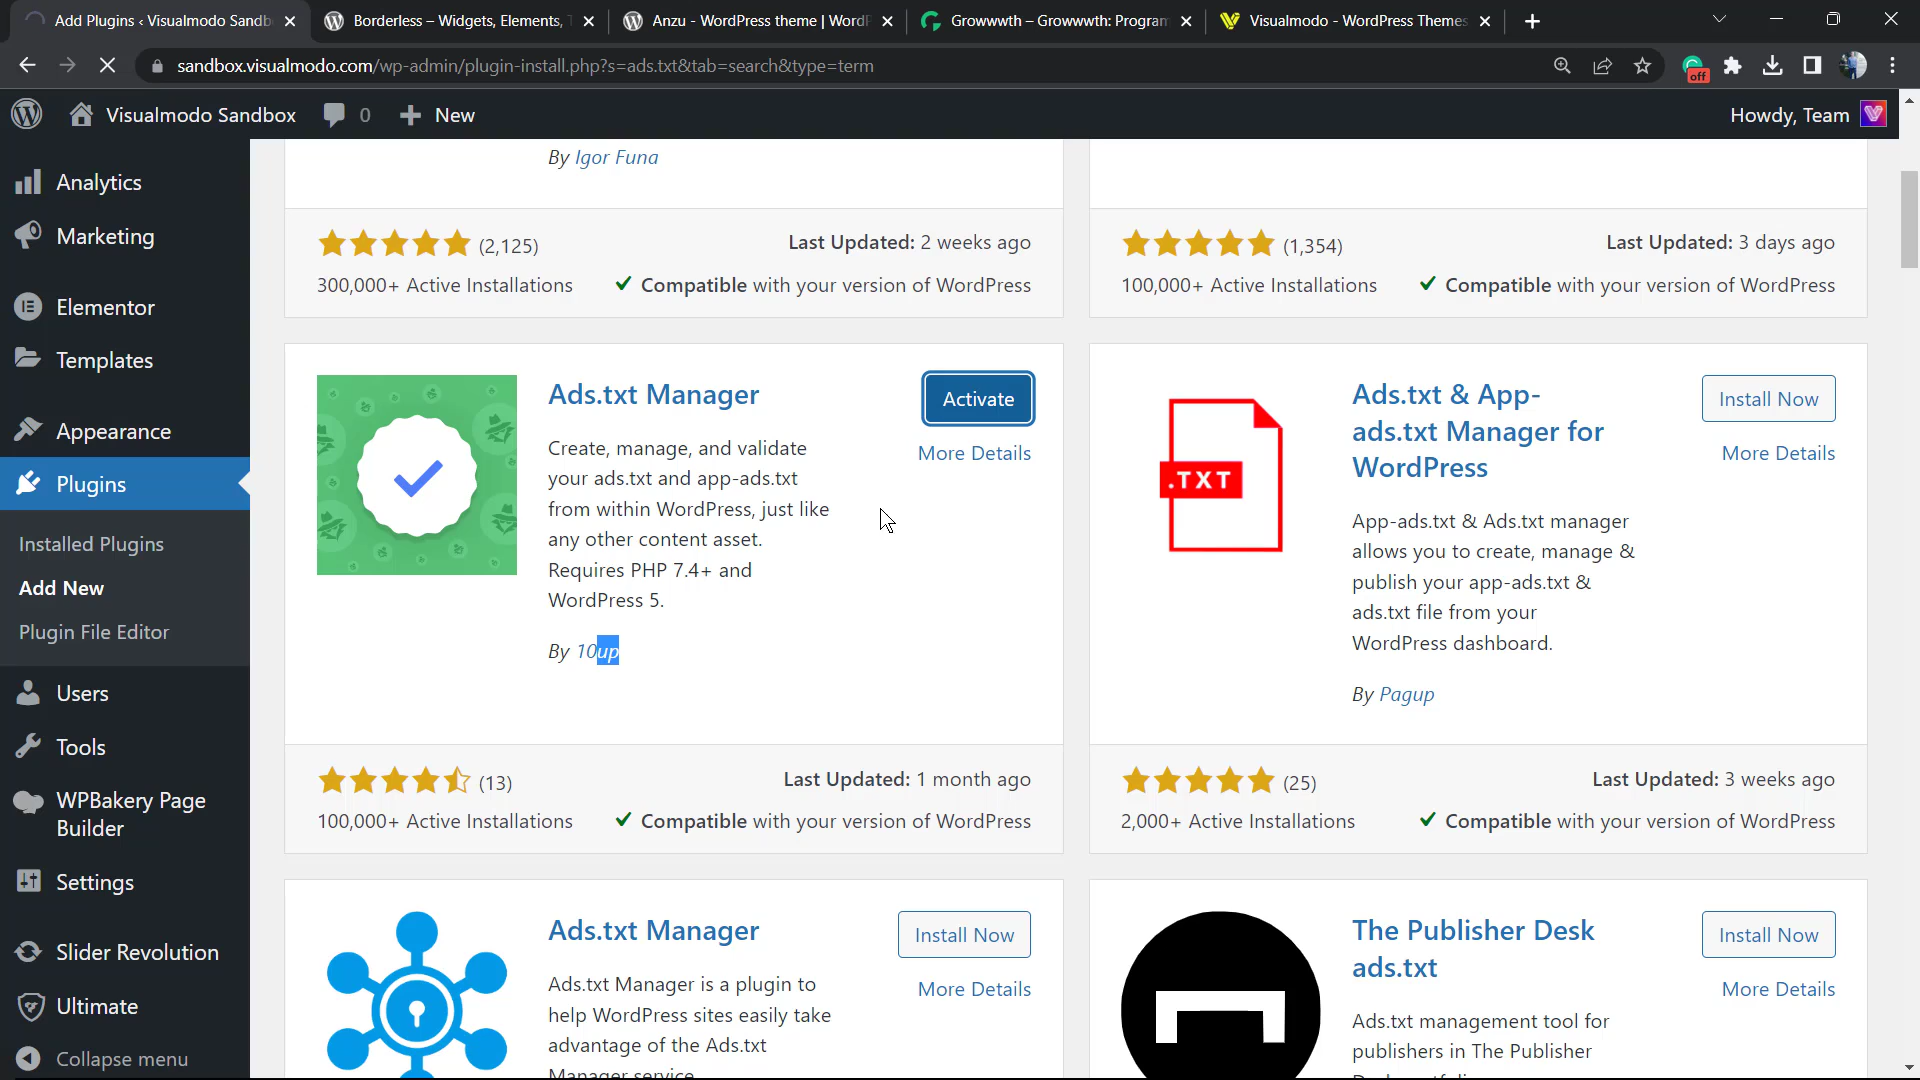 Add Plugins ‹ Visualmodo Sandb
Borderless – Widgets, Elements, T
Anzu - WordPress theme | WordP
Growwwth – Growwwth: Program
Visualmodo - WordPress Themes
sandbox.visualmodo.com/wp-admin/plugin-install.php?s=ads.txt&tab=search&type=term
off
Visualmodo Sandbox
0
New
Howdy, Team
Analytics
Marketing
Elementor
Templates
Appearance
Plugins
Installed Plugins
Add New
Plugin File Editor
Users
Tools
WPBakery Page
Builder
Settings
Slider Revolution
Ultimate
Collapse menu
By Igor Funa
(2,125)
Last Updated: 2 weeks ago
300,000+ Active Installations
Compatible with your version of WordPress
(1,354)
Last Updated: 3 days ago
100,000+ Active Installations
Compatible with your version of WordPress
Ads.txt Manager
Activate
More Details
Create, manage, and validate
your ads.txt and app-ads.txt
from within WordPress, just like
any other content asset.
Requires PHP 7.4+ and
WordPress 5.
By 10up
(13)
Last Updated: 1 month ago
100,000+ Active Installations
Compatible with your version of WordPress
.TXT
Ads.txt & App-
ads.txt Manager for
WordPress
Install Now
More Details
App-ads.txt & Ads.txt manager
allows you to create, manage &
publish your app-ads.txt &
ads.txt file from your
WordPress dashboard.
By Pagup
(25)
Last Updated: 3 weeks ago
2,000+ Active Installations
Compatible with your version of WordPress
Ads.txt Manager
Install Now
More Details
Ads.txt Manager is a plugin to
help WordPress sites easily take
advantage of the Ads.txt
Manager service
The Publisher Desk
ads.txt
Install Now
More Details
Ads.txt management tool for
publishers in The Publisher